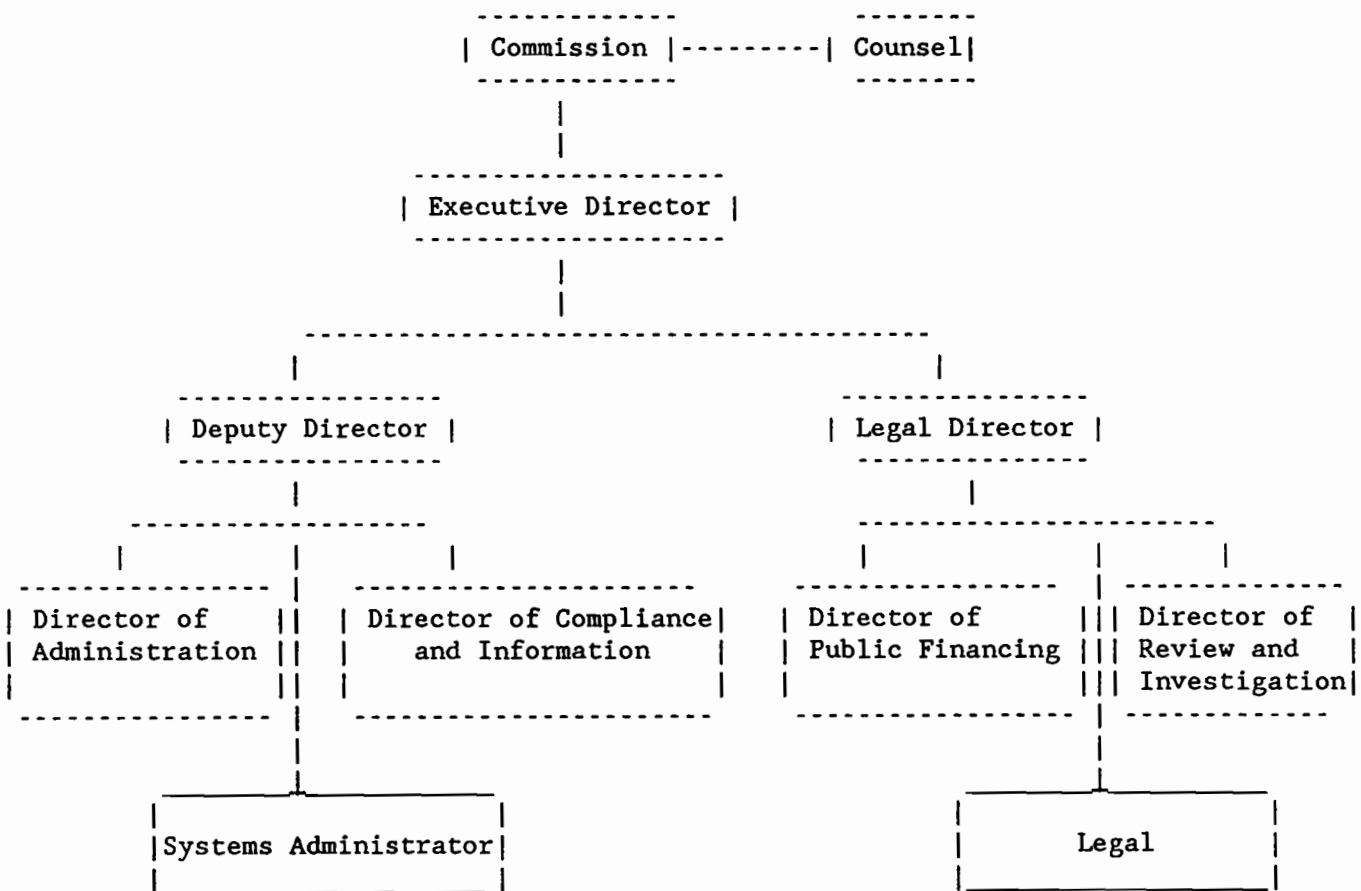 Commission Counsel
Executive Director
Deputy Director Legal Director
Director of Director of Compliance Director of Director of
Administration and Information Public Financing Review and
Investigation
Systems Administrator Legal